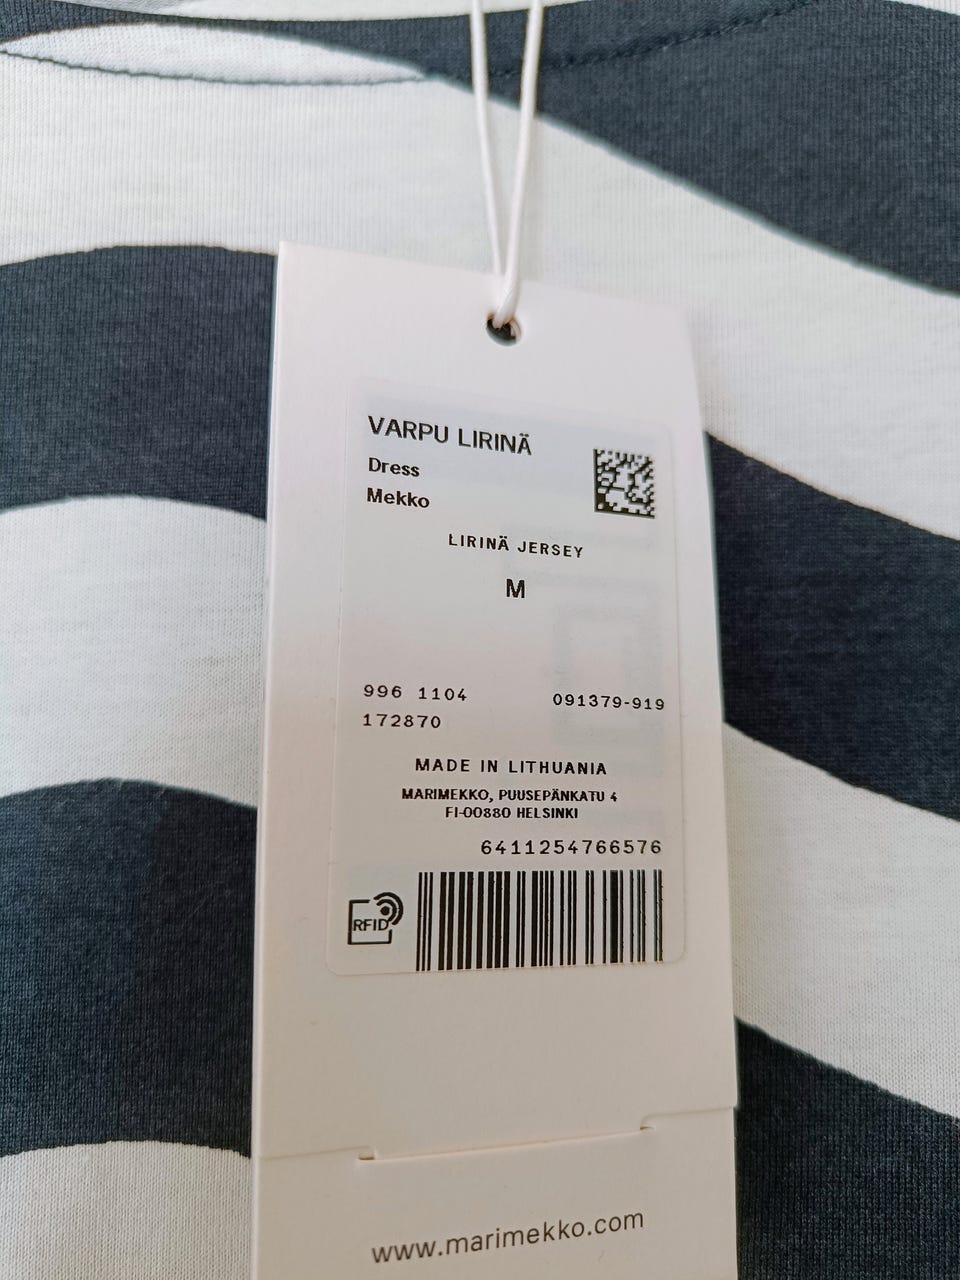 VARPU LIRINÄ
Dress
Mekko
LIRINÄ JERSEY
M
996 1104 091379-919
172870
MADE IN LITHUANIA
MARIMEKKO, PUUSEPÄNKATU 4
FI-00880 HELSINKI
6411254766576
RFID
www.marimekko.com